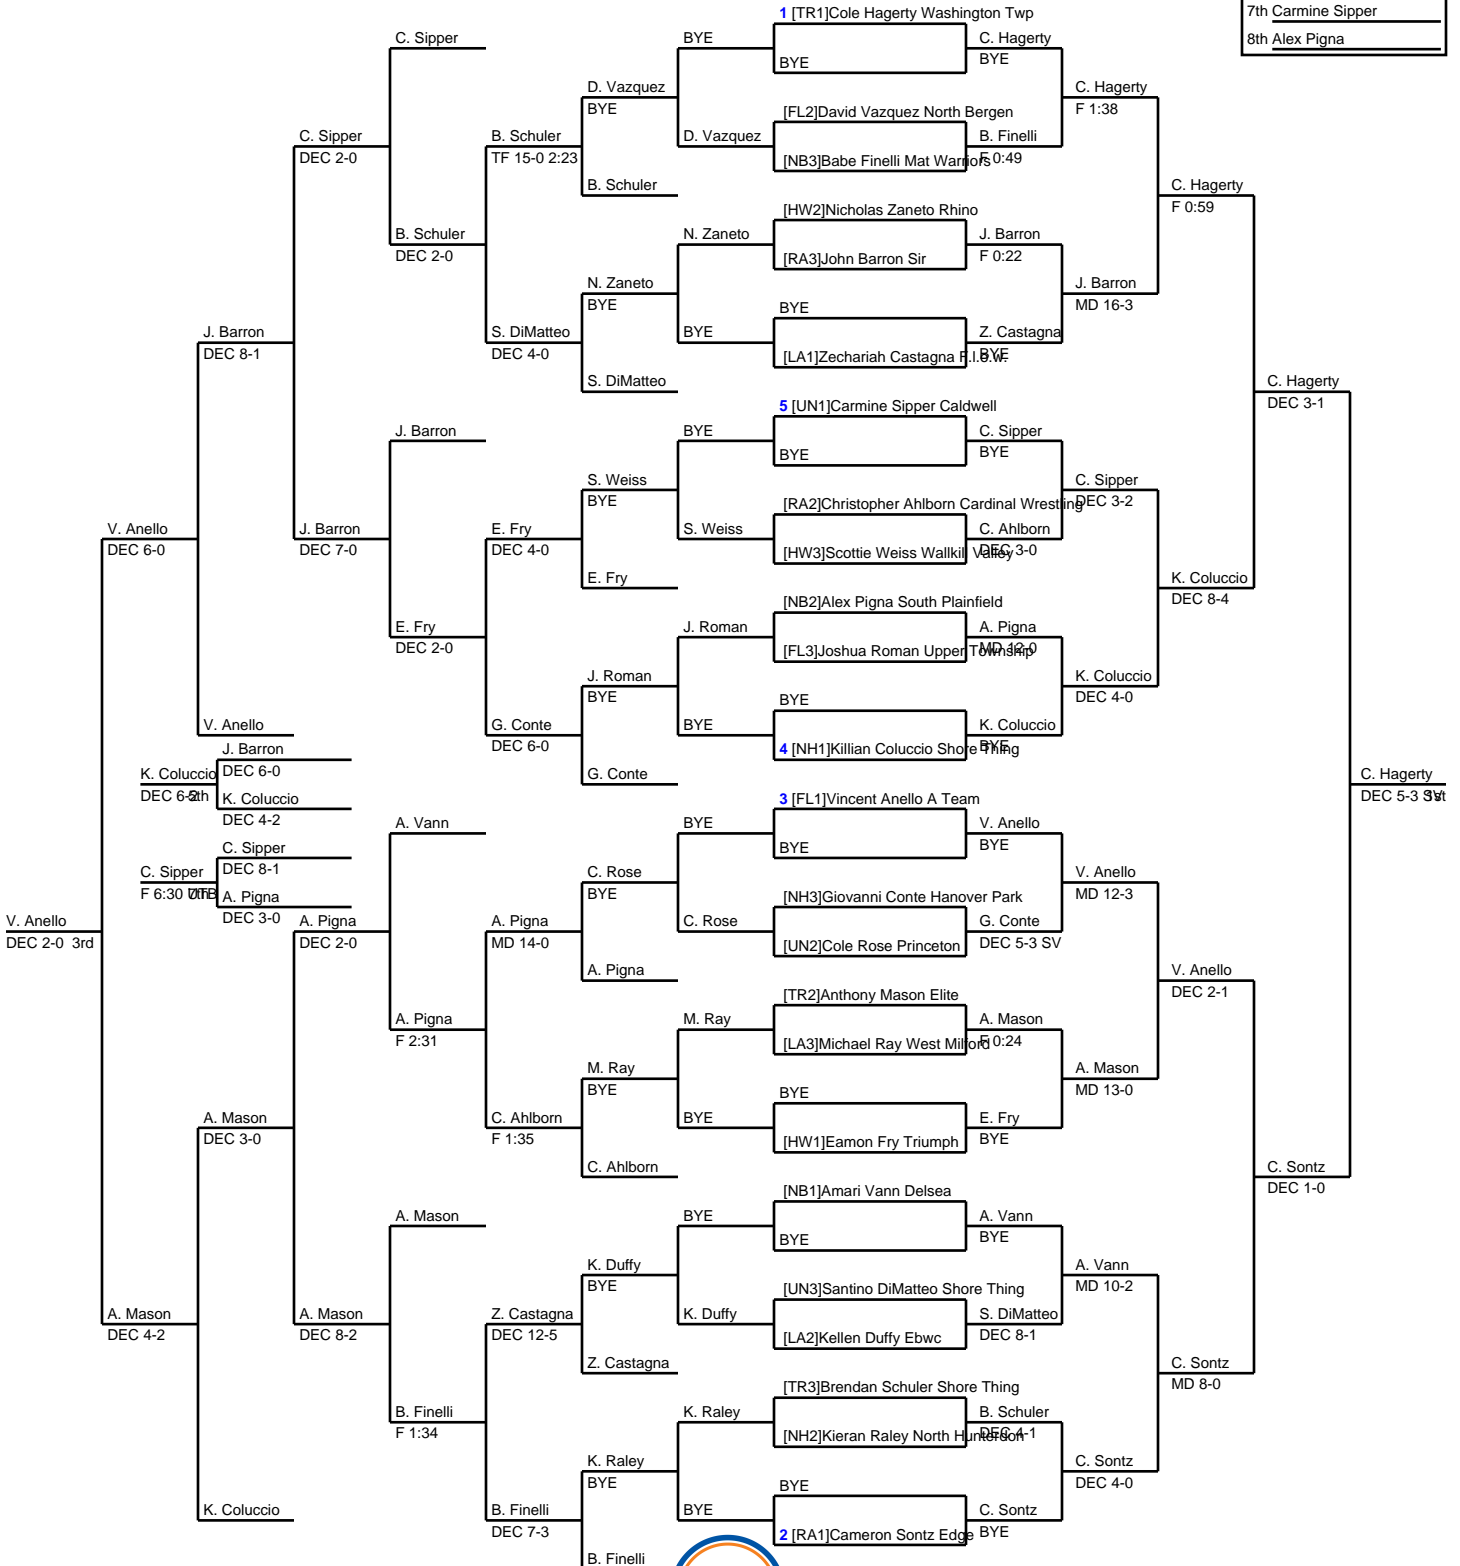 7th Carmine Sipper
8th Alex Pigna
1 [TR1]Cole Hagerty Washington Twp
BYE
[FL2]David Vazquez North Bergen
[NB3]Babe Finelli Mat Warriors
[HW2]Nicholas Zaneto Rhino
[RA3]John Barron Sir
BYE
[LA1]Zechariah Castagna F.l.o.w.
5 [UN1]Carmine Sipper Caldwell
BYE
[RA2]Christopher Ahlborn Cardinal Wrestling
[HW3]Scottie Weiss Wallkill Valley
[NB2]Alex Pigna South Plainfield
[FL3]Joshua Roman Upper Township
BYE
4 [NH1]Killian Coluccio Shore Thing
3 [FL1]Vincent Anello A Team
BYE
[NH3]Giovanni Conte Hanover Park
[UN2]Cole Rose Princeton
[TR2]Anthony Mason Elite
[LA3]Michael Ray West Milford
BYE
[HW1]Eamon Fry Triumph
[NB1]Amari Vann Delsea
BYE
[UN3]Santino DiMatteo Shore Thing
[LA2]Kellen Duffy Ebwc
[TR3]Brendan Schuler Shore Thing
[NH2]Kieran Raley North Hunterdon
BYE
2 [RA1]Cameron Sontz Edge
C. Hagerty
BYE
B. Finelli
F 0:49
J. Barron
F 0:22
Z. Castagna
BYE
C. Sipper
BYE
C. Ahlborn
DEC 3-0
A. Pigna
MD 12-0
K. Coluccio
BYE
V. Anello
BYE
G. Conte
DEC 5-3 SV
A. Mason
F 0:24
E. Fry
BYE
A. Vann
BYE
S. DiMatteo
DEC 8-1
B. Schuler
DEC 4-1
C. Sontz
BYE
C. Hagerty
F 1:38
J. Barron
MD 16-3
C. Sipper
DEC 3-2
K. Coluccio
DEC 4-0
V. Anello
MD 12-3
A. Mason
MD 13-0
A. Vann
MD 10-2
C. Sontz
DEC 4-0
C. Hagerty
F 0:59
K. Coluccio
DEC 8-4
V. Anello
DEC 2-1
C. Sontz
MD 8-0
C. Hagerty
DEC 3-1
C. Sontz
DEC 1-0
C. Hagerty
DEC 5-3 SV 1st
BYE
D. Vazquez
N. Zaneto
BYE
BYE
S. Weiss
J. Roman
BYE
BYE
C. Rose
M. Ray
BYE
BYE
K. Duffy
K. Raley
BYE
D. Vazquez
BYE
B. Schuler
N. Zaneto
BYE
S. DiMatteo
S. Weiss
BYE
E. Fry
J. Roman
BYE
G. Conte
C. Rose
BYE
A. Pigna
M. Ray
BYE
C. Ahlborn
K. Duffy
BYE
Z. Castagna
K. Raley
BYE
B. Finelli
B. Schuler
TF 15-0 2:23
S. DiMatteo
DEC 4-0
E. Fry
DEC 4-0
G. Conte
DEC 6-0
A. Pigna
MD 14-0
C. Ahlborn
F 1:35
Z. Castagna
DEC 12-5
B. Finelli
DEC 7-3
C. Sipper
B. Schuler
DEC 2-0
J. Barron
E. Fry
DEC 2-0
A. Vann
A. Pigna
F 2:31
A. Mason
B. Finelli
F 1:34
C. Sipper
DEC 2-0
J. Barron
DEC 7-0
A. Pigna
DEC 2-0
A. Mason
DEC 8-2
J. Barron
DEC 8-1
V. Anello
A. Mason
DEC 3-0
K. Coluccio
V. Anello
DEC 6-0
A. Mason
DEC 4-2
V. Anello
DEC 2-0 3rd
J. Barron
DEC 6-0
K. Coluccio
DEC 4-2
K. Coluccio
DEC 6-2 5th
C. Sipper
DEC 8-1
A. Pigna
DEC 3-0
C. Sipper
F 6:30 UTB 7th